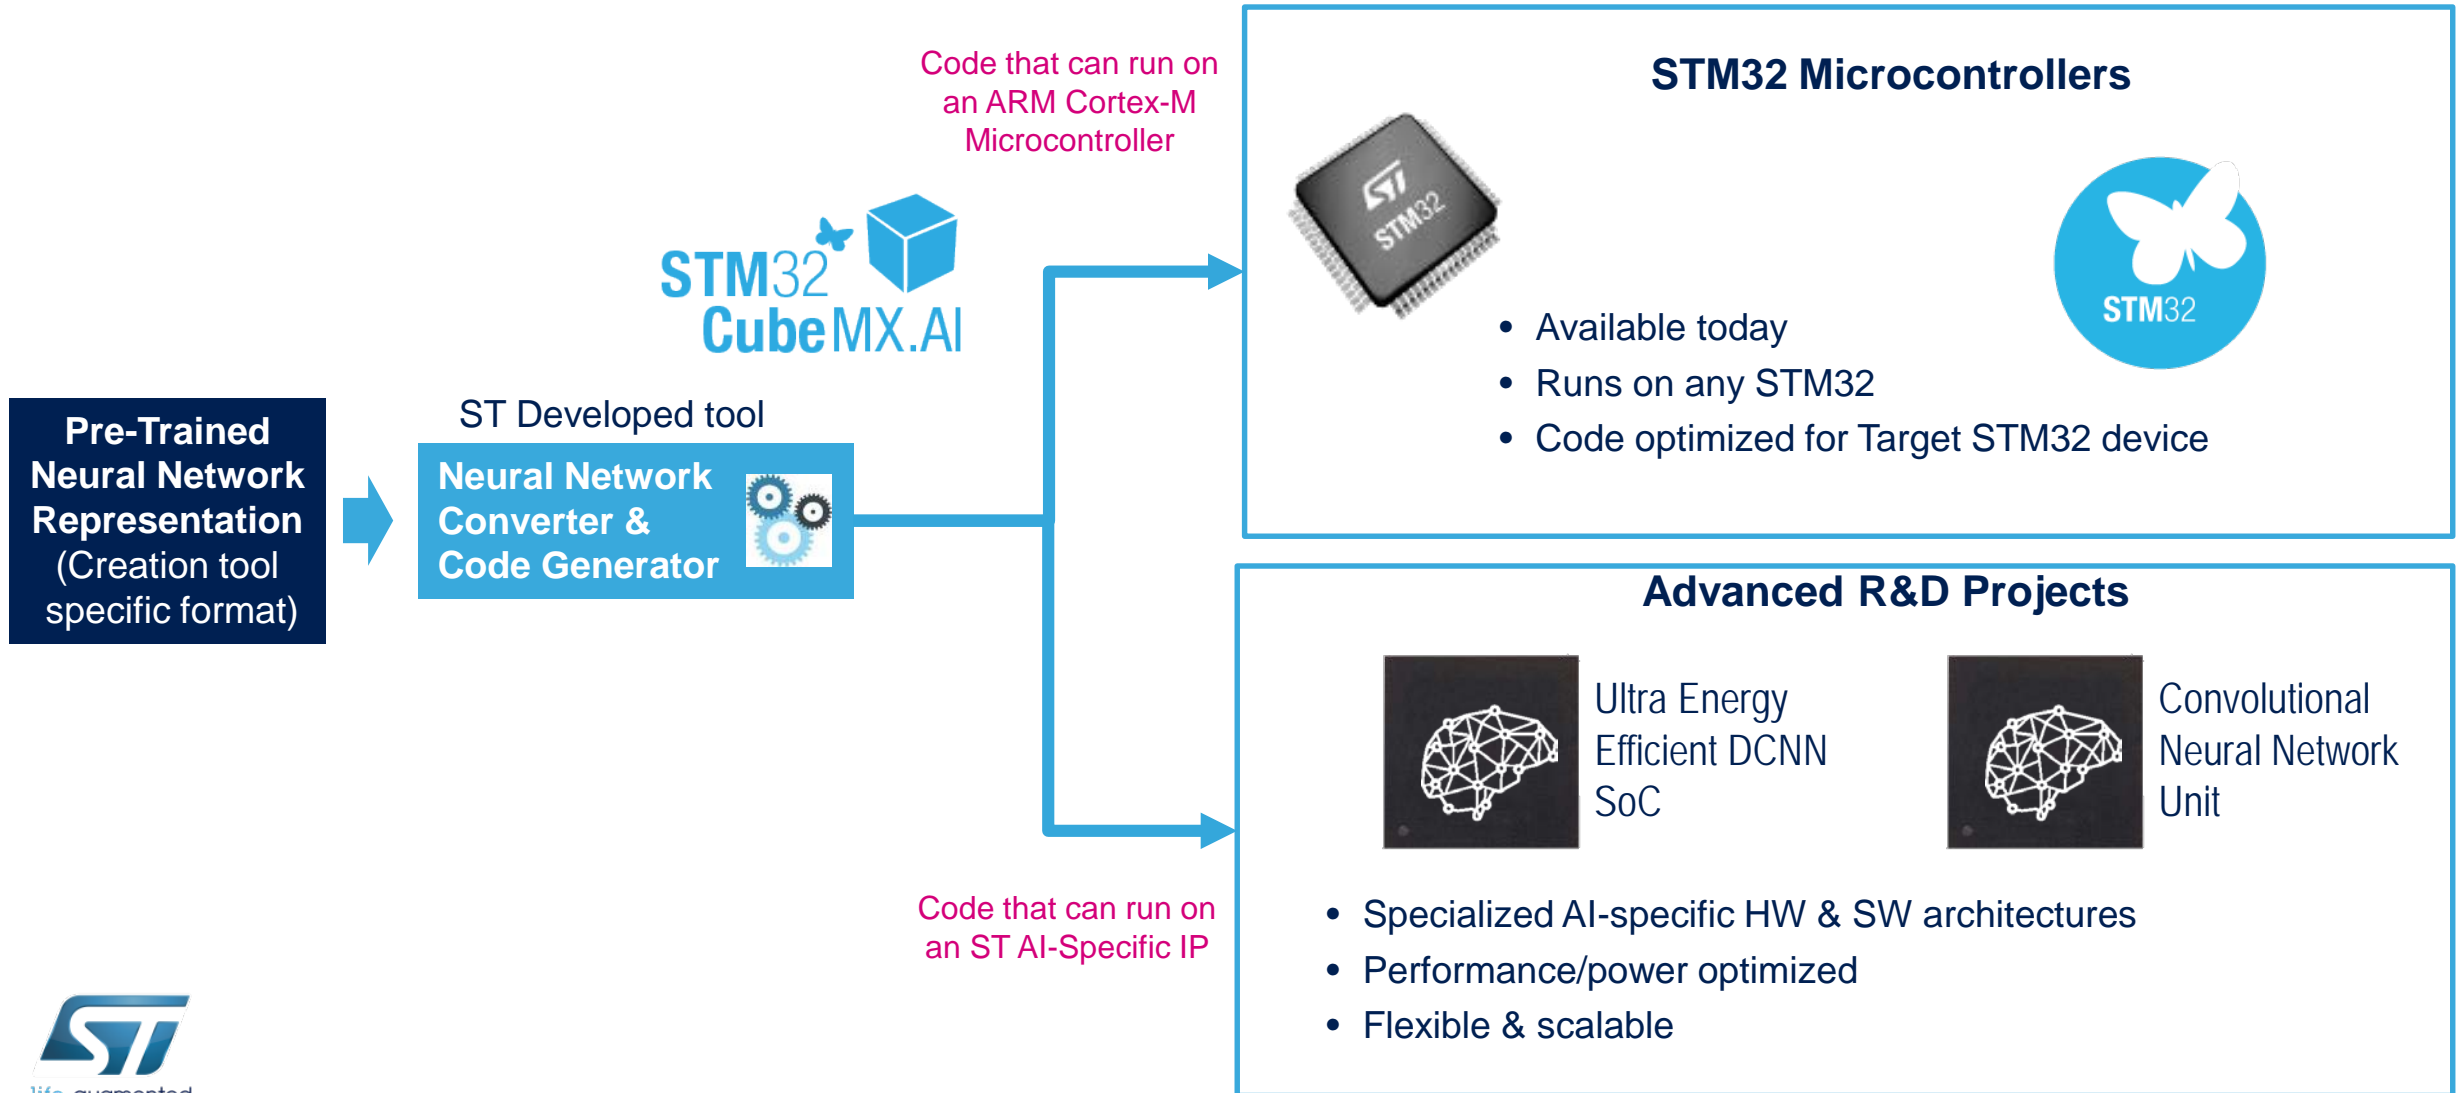 Code that can run on
an ARM Cortex-M
Microcontroller
STM32
CubeMX.AI
Pre-Trained
Neural Network
Representation
(Creation tool
specific format)
ST Developed tool
Neural Network
Converter &
Code Generator
STM32 Microcontrollers
ST
STM32
STM32
• Available today
• Runs on any STM32
• Code optimized for Target STM32 device
Advanced R&D Projects
Ultra Energy
Efficient DCNN
SoC
Convolutional
Neural Network
Unit
Code that can run on
an ST AI-Specific IP
• Specialized AI-specific HW & SW architectures
• Performance/power optimized
• Flexible & scalable
ST
life.augmented